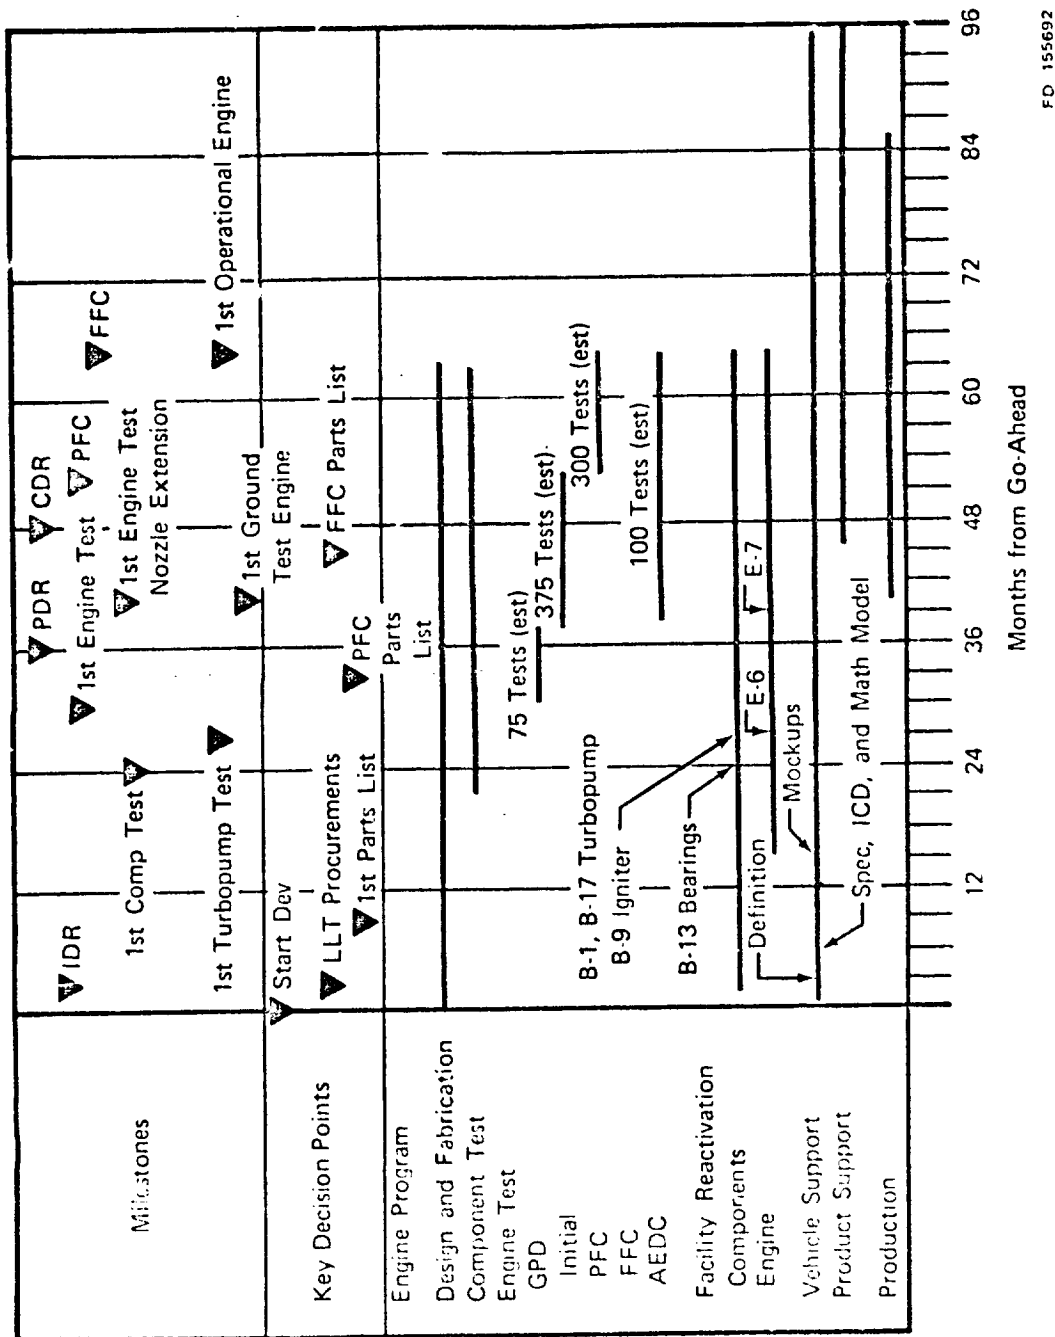 Milestones
IDR
PDR
CDR
1st Engine Test
PFC
FFC
1st Comp Test
1st Engine Test
Nozzle Extension
1st Turbopump Test
1st Operational Engine
Key Decision Points
Start Dev
1st Ground
Test Engine
LLT Procurements
FFC Parts List
1st Parts List
PFC
Parts
List
Engine Program
Design and Fabrication
Component Test
Engine Test
GPD
Initial
75 Tests (est)
PFC
375 Tests (est)
FFC
300 Tests (est)
AEDC
100 Tests (est)
Facility Reactivation
Components
Engine
B-1, B-17 Turbopump
B-9 Igniter
B-13 Bearings
E-6
E-7
Vehicle Support
Definition
Mockups
Product Support
Spec, ICD, and Math Model
Production
12
24
36
48
60
72
84
96
Months from Go-Ahead
FD 155692